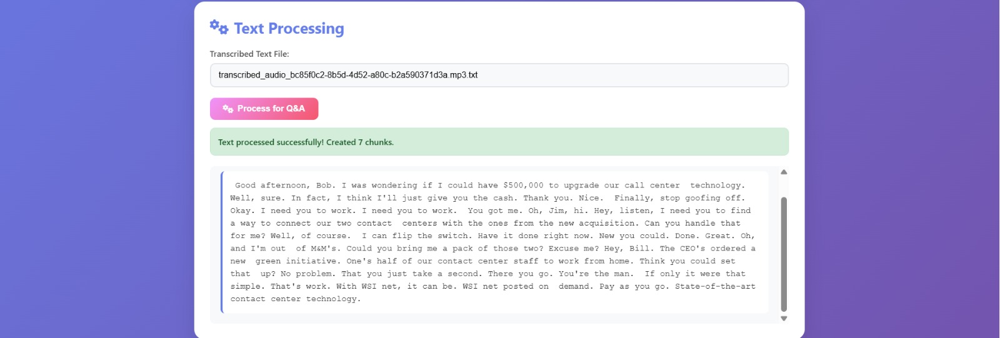 Text Processing
Transcribed Text File:
transcribed_audio_bc85f0c2-8b5d-4d52-a80c-b2a590371d3a.mp3.txt
Process for Q&A
Text processed successfully! Created 7 chunks.
Good afternoon, Bob. I was wondering if I could have $500,000 to upgrade our call center  technology.
Well, sure. In fact, I think I'll just give you the cash. Thank you. Nice.  Finally, stop goofing off.
Okay. I need you to work. I need you to work.  You got me. Oh, Jim, hi. Hey, listen, I need you to find
a way to connect our two contact  centers with the ones from the new acquisition. Can you handle that
for me? Well, of course.  I can flip the switch. Have it done right now. New you could. Done. Great. Oh,
and I'm out  of M&M's. Could you bring me a pack of those two? Excuse me? Hey, Bill. The CEO's ordered a
new  green initiative. One's half of our contact center staff to work from home. Think you could set
that  up? No problem. That you just take a second. There you go. You're the man.  If only it were that
simple. That's work. With WSI net, it can be. WSI net posted on  demand. Pay as you go. State-of-the-art
contact center technology.